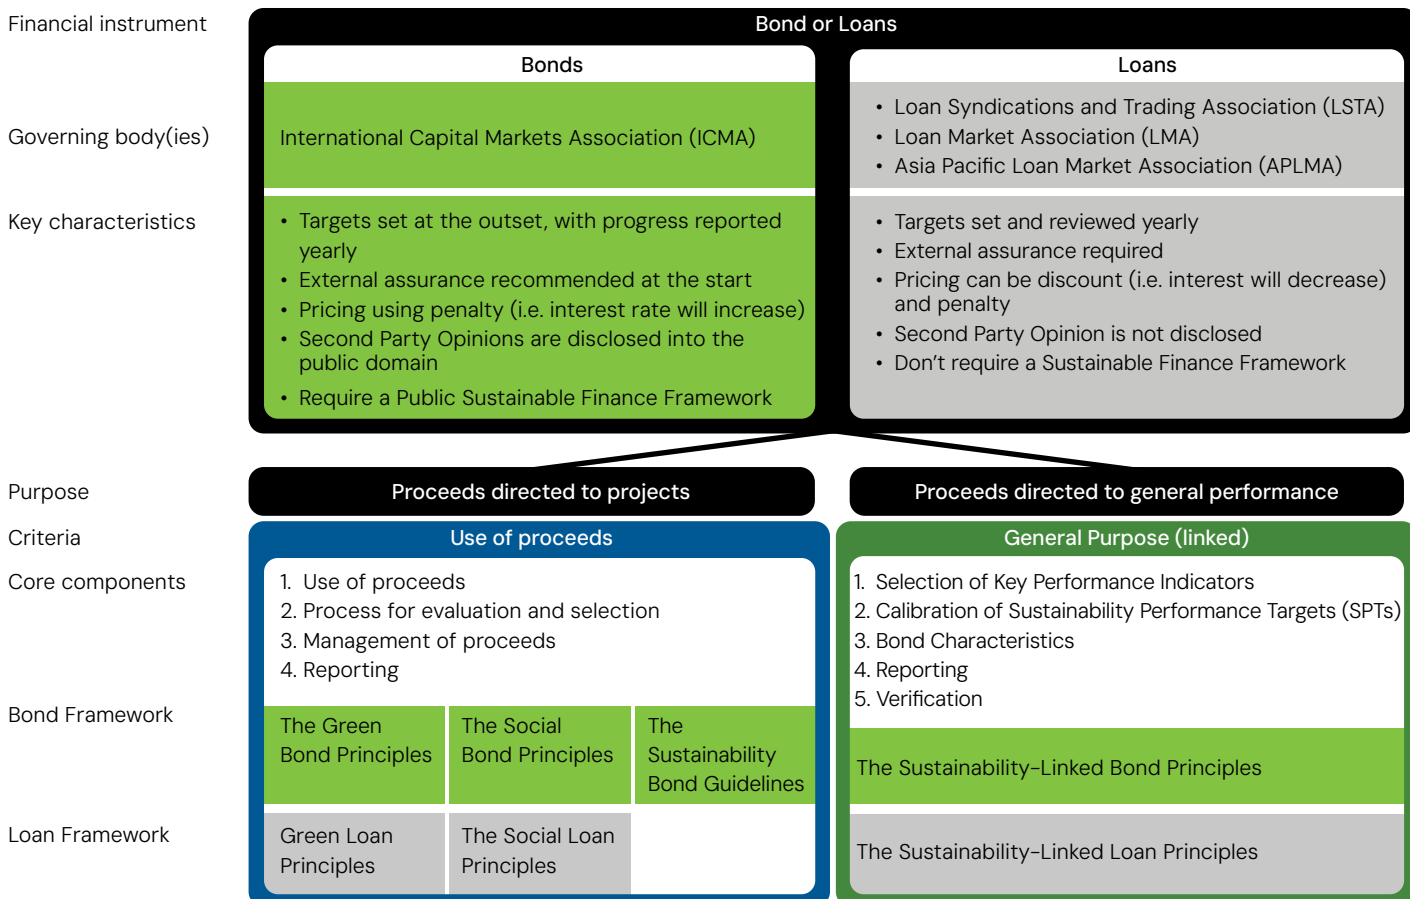 Financial instrument
Bond or Loans
Bonds
Loans
Governing body(ies)
International Capital Markets Association (ICMA)
• Loan Syndications and Trading Association (LSTA)
• Loan Market Association (LMA)
• Asia Pacific Loan Market Association (APLMA)
Key characteristics
• Targets set at the outset, with progress reported
yearly
• External assurance recommended at the start
• Pricing using penalty (i.e. interest rate will increase)
• Second Party Opinions are disclosed into the
public domain
• Require a Public Sustainable Finance Framework
• Targets set and reviewed yearly
• External assurance required
• Pricing can be discount (i.e. interest will decrease)
and penalty
• Second Party Opinion is not disclosed
• Don’t require a Sustainable Finance Framework
Purpose
Proceeds directed to projects
Proceeds directed to general performance
Criteria
Use of proceeds
General Purpose (linked)
Core components
1. Use of proceeds
2. Process for evaluation and selection
3. Management of proceeds
4. Reporting
1. Selection of Key Performance Indicators
2. Calibration of Sustainability Performance Targets (SPTs)
3. Bond Characteristics
4. Reporting
5. Verification
Bond Framework
The Green
Bond Principles
The Social
Bond Principles
The
Sustainability
Bond Guidelines
The Sustainability-Linked Bond Principles
Loan Framework
Green Loan
Principles
The Social Loan
Principles
The Sustainability-Linked Loan Principles